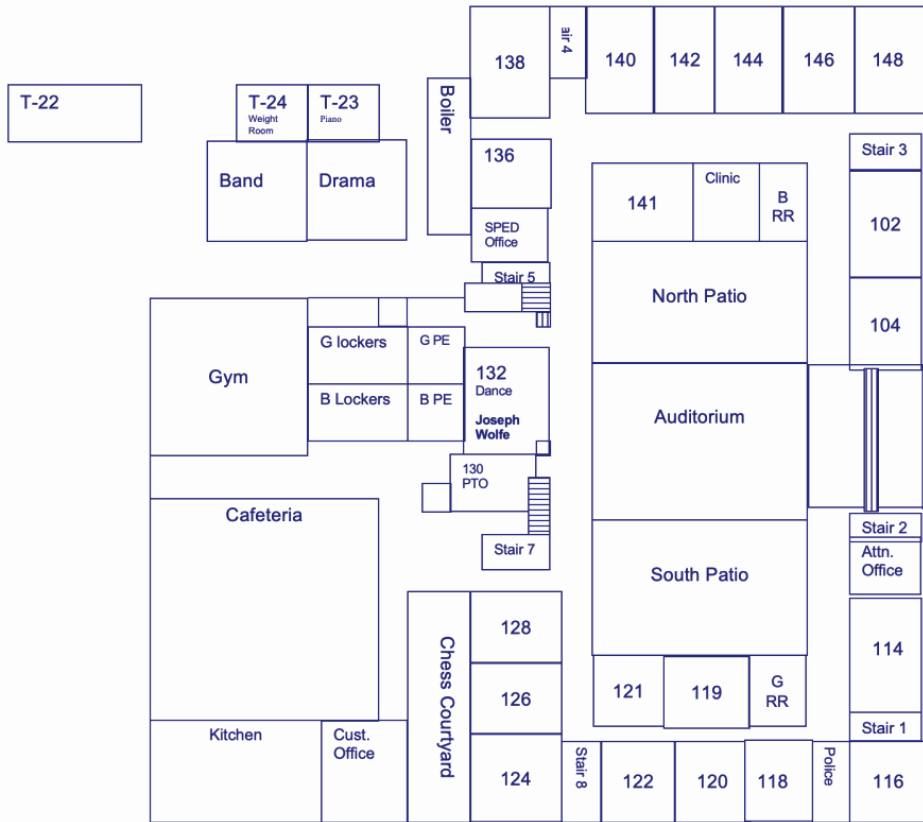 138
air 4
140
142
144
146
148
T-22
T-24
Weight
Room
T-23
Piano
Boiler
Band
Drama
136
SPED
Office
Stair 5
141
Clinic
B
RR
Stair 3
102
104
North Patio
Gym
G lockers
G PE
B Lockers
B PE
132
Dance
Joseph
Wolfe
Auditorium
130
PTO
Stair 7
Stair 2
Attn.
Office
Cafeteria
South Patio
Chess Courtyard
128
126
124
121
119
G
RR
114
Stair 1
Kitchen
Cust.
Office
Stair 8
122
120
118
Police
116